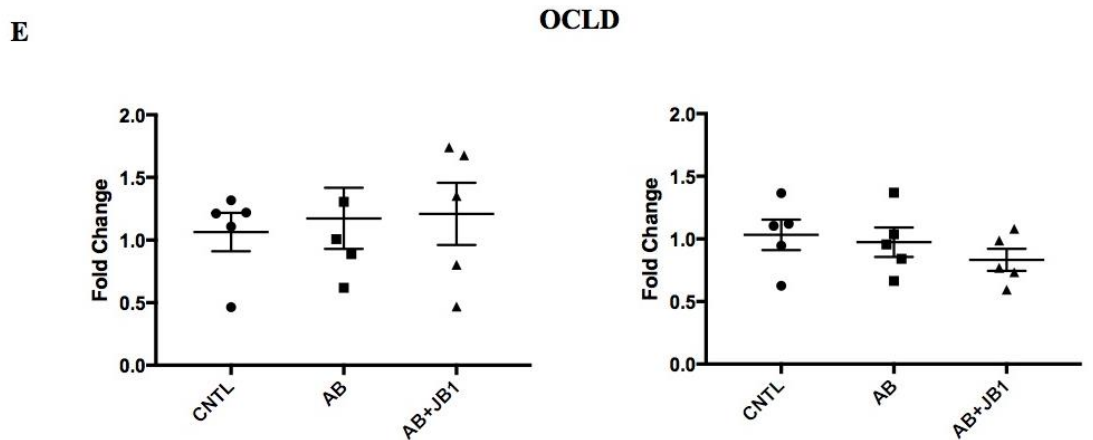 E
OCLD
2.0
1.5
1.0
0.5
0.0
Fold Change
CNTL
AB
AB+JB1
2.0
1.5
1.0
0.5
0.0
Fold Change
CNTL
AB
AB+JB1